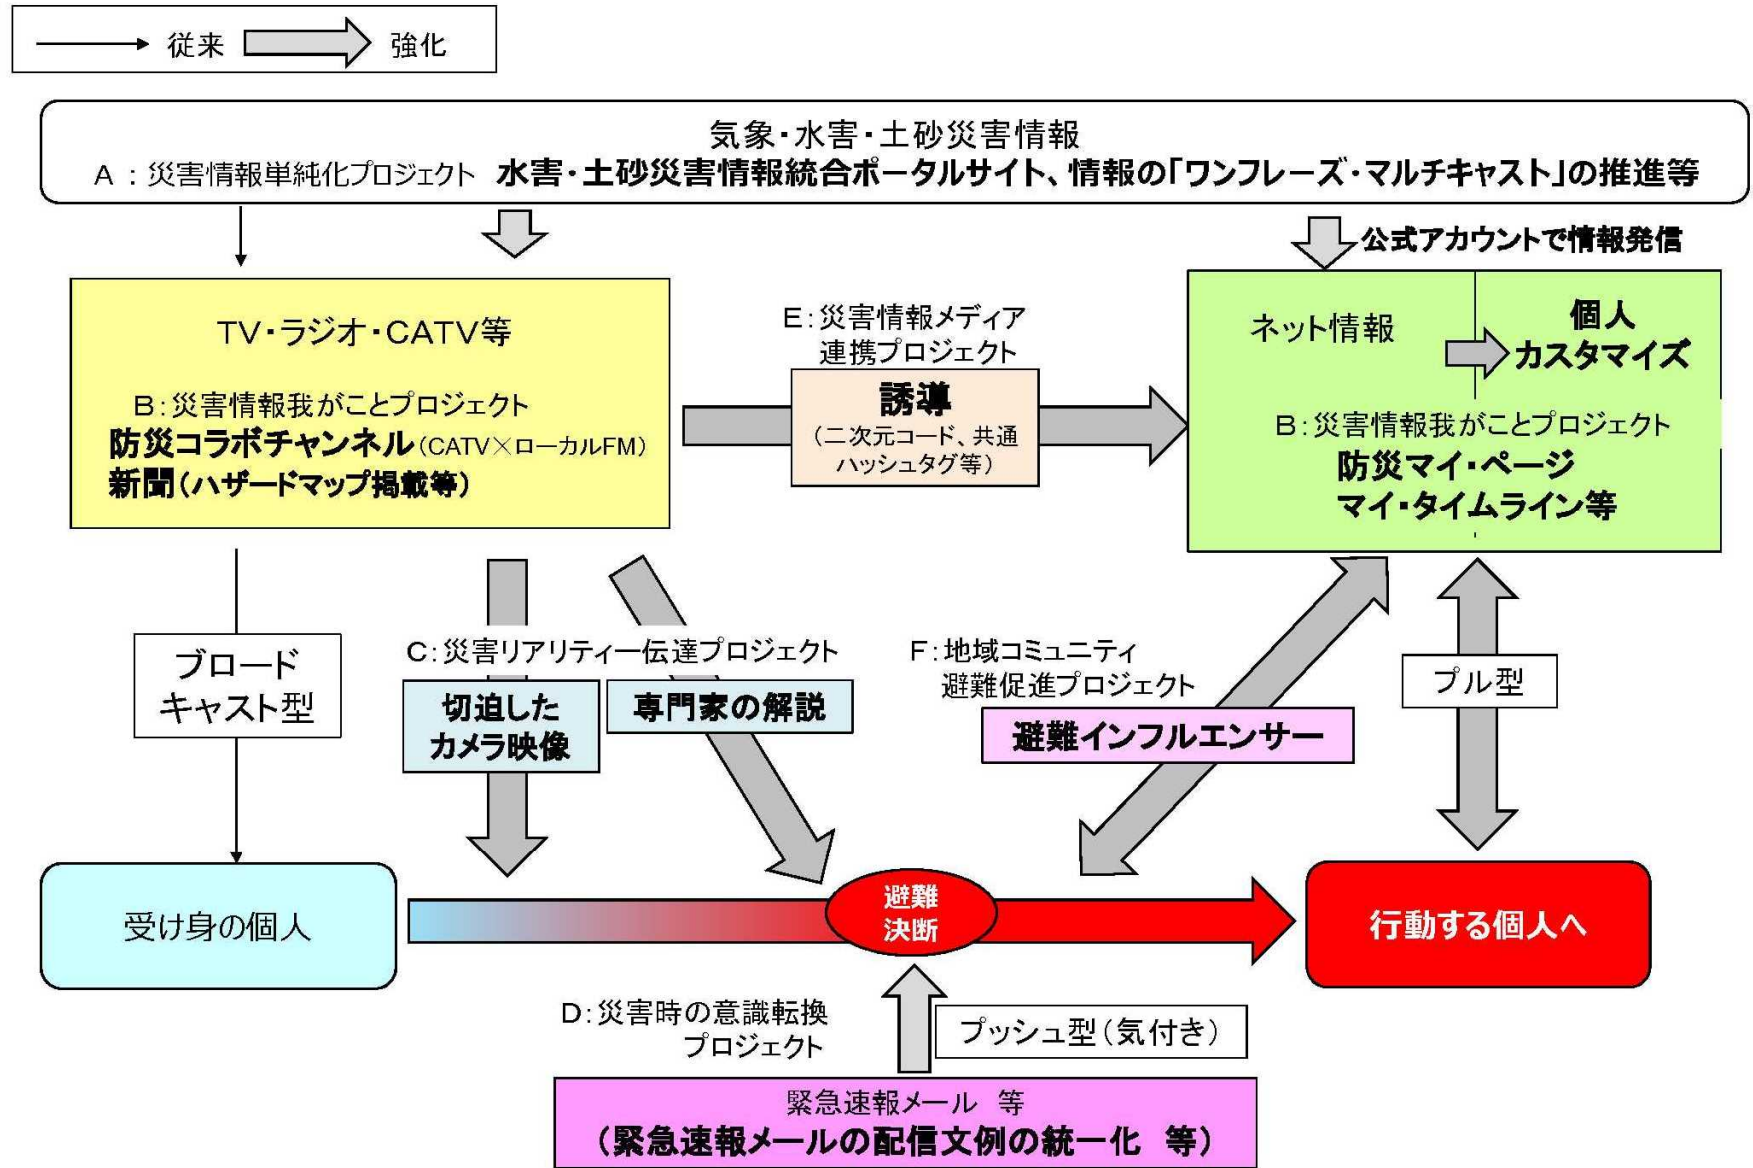 従来
強化
気象・水害・土砂災害情報
A：災害情報単純化プロジェクト 水害・土砂災害情報統合ポータルサイト、情報の「ワンフレーズ・マルチキャスト」の推進等
公式アカウントで情報発信
TV・ラジオ・CATV等
B：災害情報我がことプロジェクト
防災コラボチャンネル（CATV×ローカルFM）
新聞（ハザードマップ掲載等）
E：災害情報メディア
連携プロジェクト
誘導
（二次元コード、共通
ハッシュタグ等）
ネット情報
個人
カスタマイズ
B：災害情報我がことプロジェクト
防災マイ・ページ
マイ・タイムライン等
ブロード
キャスト型
C：災害リアリティー伝達プロジェクト
切迫した
カメラ映像
専門家の解説
F：地域コミュニティ
避難促進プロジェクト
避難インフルエンサー
プル型
受け身の個人
避難
決断
行動する個人へ
D：災害時の意識転換
プロジェクト
プッシュ型（気付き）
緊急速報メール 等
（緊急速報メールの配信文例の統一化 等）